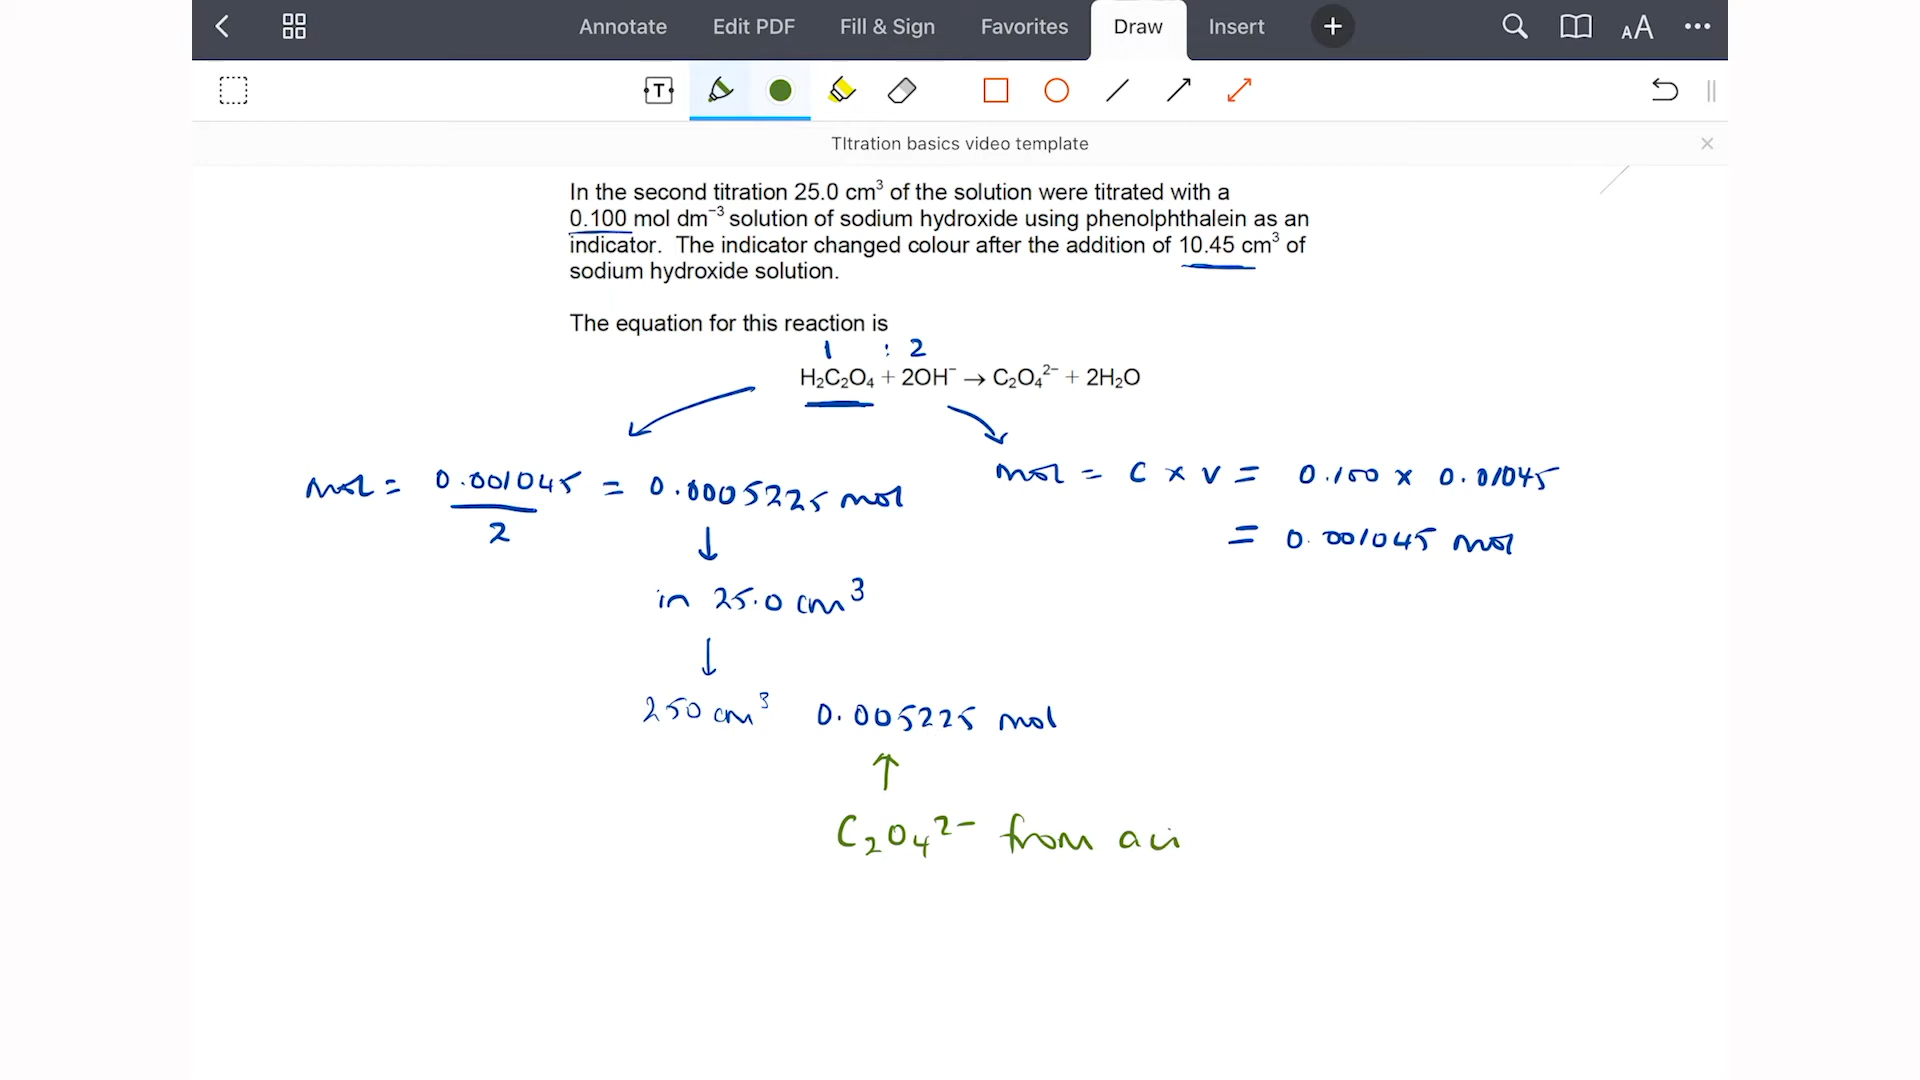 Annotate Edit PDF Fill & Sign Favorites Draw Insert AA
T
TItration basics video template
In the second titration 25.0 cm³ of the solution were titrated with a
0.100 mol dm⁻³ solution of sodium hydroxide using phenolphthalein as an
indicator. The indicator changed colour after the addition of 10.45 cm³ of
sodium hydroxide solution.
The equation for this reaction is
1 : 2
H₂C₂O₄ + 2OH⁻ → C₂O₄²⁻ + 2H₂O
mol = 0.001045 / 2 = 0.0005225 mol
mol = c x v = 0.100 x 0.01045
= 0.001045 mol
↓
in 25.0 cm³
↓
250 cm³ 0.005225 mol
↑
C₂O₄²⁻ from aci